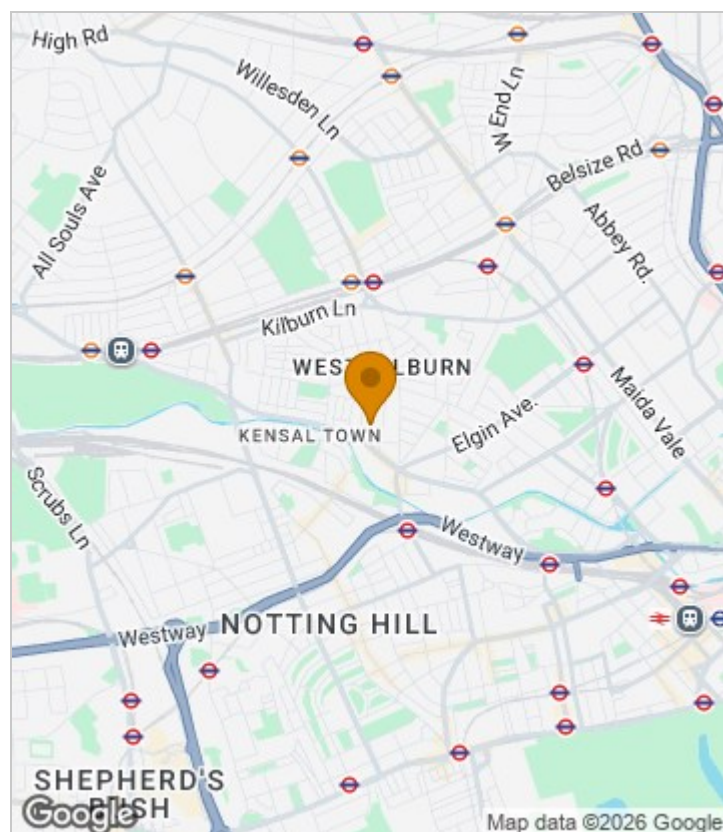 High Rd
Willesden Ln
W End Ln
Belsize Rd
All Souls Ave
Abbey Rd.
Kilburn Ln
WEST KILBURN
Maida Vale
KENSAL TOWN
Elgin Ave.
Scrubs Ln
Westway
Westway
NOTTING HILL
SHEPHERD'S
BUSH
Google
Map data ©2026 Google